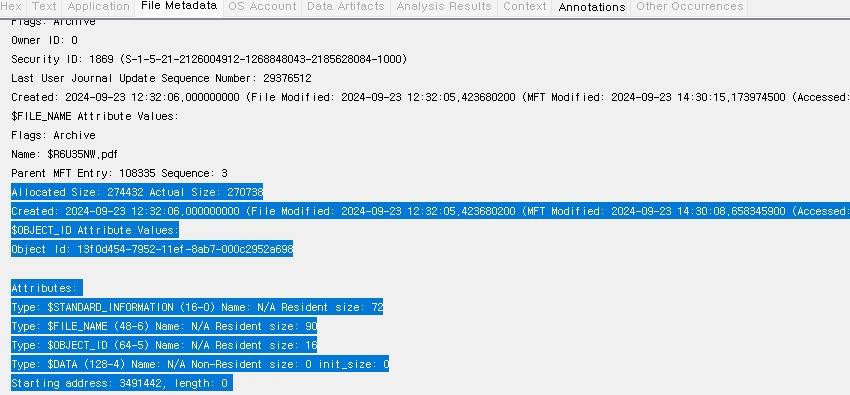 Hex Text Application File Metadata OS Account Data Artifacts Analysis Results Context Annotations Other Occurrences
Flags: Archive
Owner ID: 0
Security ID: 1869 (S-1-5-21-2126004912-1268848043-2185628084-1000)
Last User Journal Update Sequence Number: 29376512
Created: 2024-09-23 12:32:06,000000000 (File Modified: 2024-09-23 12:32:05,423680200 (MFT Modified: 2024-09-23 14:30:15,173974500 (Accessed:
$FILE_NAME Attribute Values:
Flags: Archive
Name: $R6U35NW,pdf
Parent MFT Entry: 108335 Sequence: 3
Allocated Size: 274432 Actual Size: 270738
Created: 2024-09-23 12:32:06,000000000 (File Modified: 2024-09-23 12:32:05,423680200 (MFT Modified: 2024-09-23 14:30:08,658345900 (Accessed:
$OBJECT_ID Attribute Values:
Object Id: 13f0d454-7952-11ef-8ab7-000c2952a698
Attributes:
Type: $STANDARD_INFORMATION (16-0) Name: N/A Resident size: 72
Type: $FILE_NAME (48-6) Name: N/A Resident size: 90
Type: $OBJECT_ID (64-5) Name: N/A Resident size: 16
Type: $DATA (128-4) Name: N/A Non-Resident size: 0 init_size: 0
Starting address: 3491442, length: 0